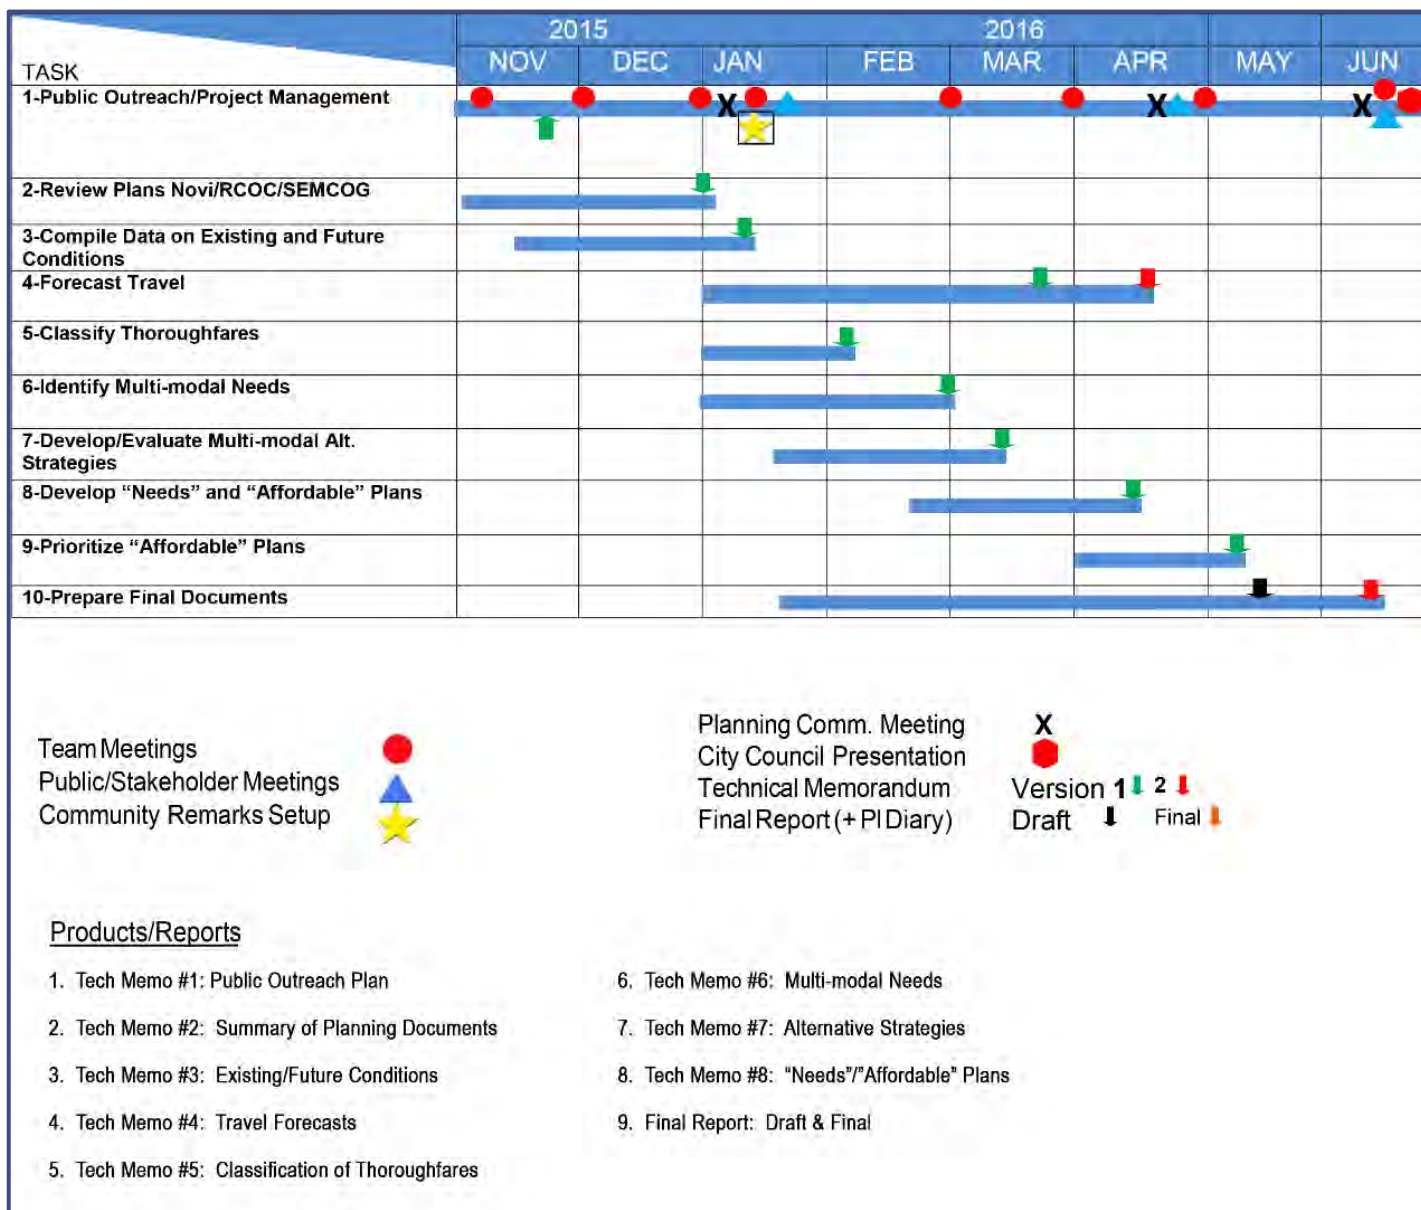 2015 2016
TASK NOV DEC JAN FEB MAR APR MAY JUN
1-Public Outreach/Project Management
X X X
2-Review Plans Novi/RCOC/SEMCOG
3-Compile Data on Existing and Future
Conditions
4-Forecast Travel
5-Classify Thoroughfares
6-Identify Multi-modal Needs
7-Develop/Evaluate Multi-modal Alt.
Strategies
8-Develop “Needs” and “Affordable” Plans
9-Prioritize “Affordable” Plans
10-Prepare Final Documents
Team Meetings
Public/Stakeholder Meetings
Community Remarks Setup
Planning Comm. Meeting X
City Council Presentation
Technical Memorandum Version 1 2
Final Report (+ PI Diary) Draft Final
Products/Reports
1. Tech Memo #1: Public Outreach Plan
2. Tech Memo #2: Summary of Planning Documents
3. Tech Memo #3: Existing/Future Conditions
4. Tech Memo #4: Travel Forecasts
5. Tech Memo #5: Classification of Thoroughfares
6. Tech Memo #6: Multi-modal Needs
7. Tech Memo #7: Alternative Strategies
8. Tech Memo #8: “Needs”/”Affordable” Plans
9. Final Report: Draft & Final